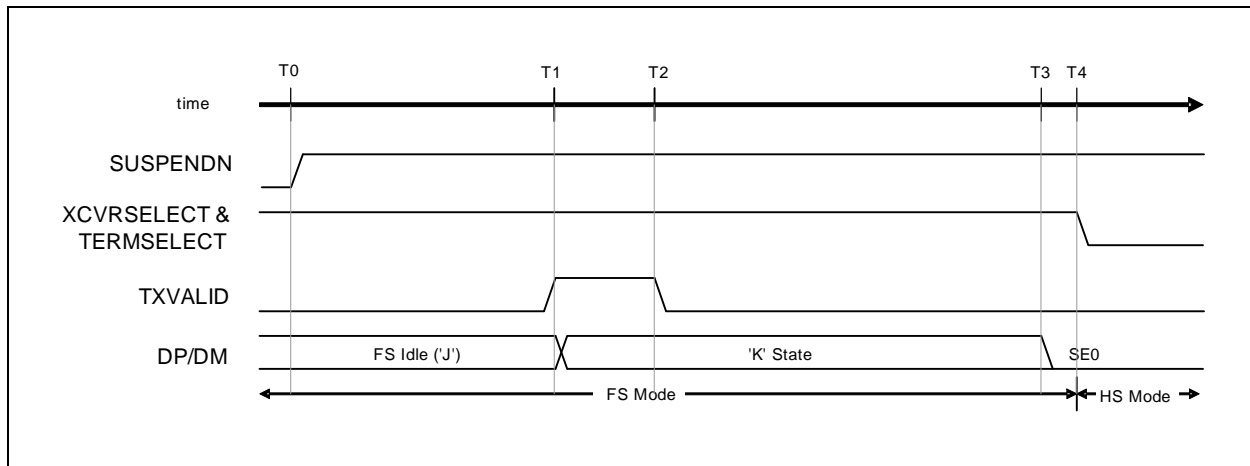 T0 T1 T2 T3 T4
time
SUSPENDN
XCVRSELECT &
TERMSELECT
TXVALID
DP/DM FS Idle ('J') 'K' State SE0
FS Mode HS Mode